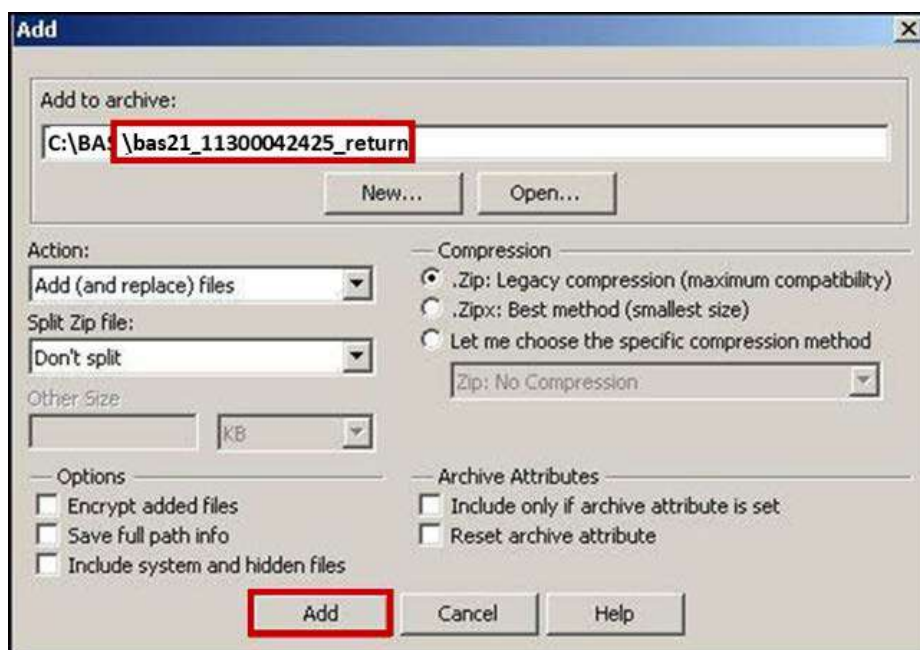 Add
Add to archive:
C:\BAS \bas21_11300042425_return
New... Open...
Action:
Add (and replace) files
Split Zip file:
Don't split
Other Size
KB
Compression
.Zip: Legacy compression (maximum compatibility)
.Zipx: Best method (smallest size)
Let me choose the specific compression method
Zip: No Compression
Options
Encrypt added files
Save full path info
Include system and hidden files
Archive Attributes
Include only if archive attribute is set
Reset archive attribute
Add Cancel Help